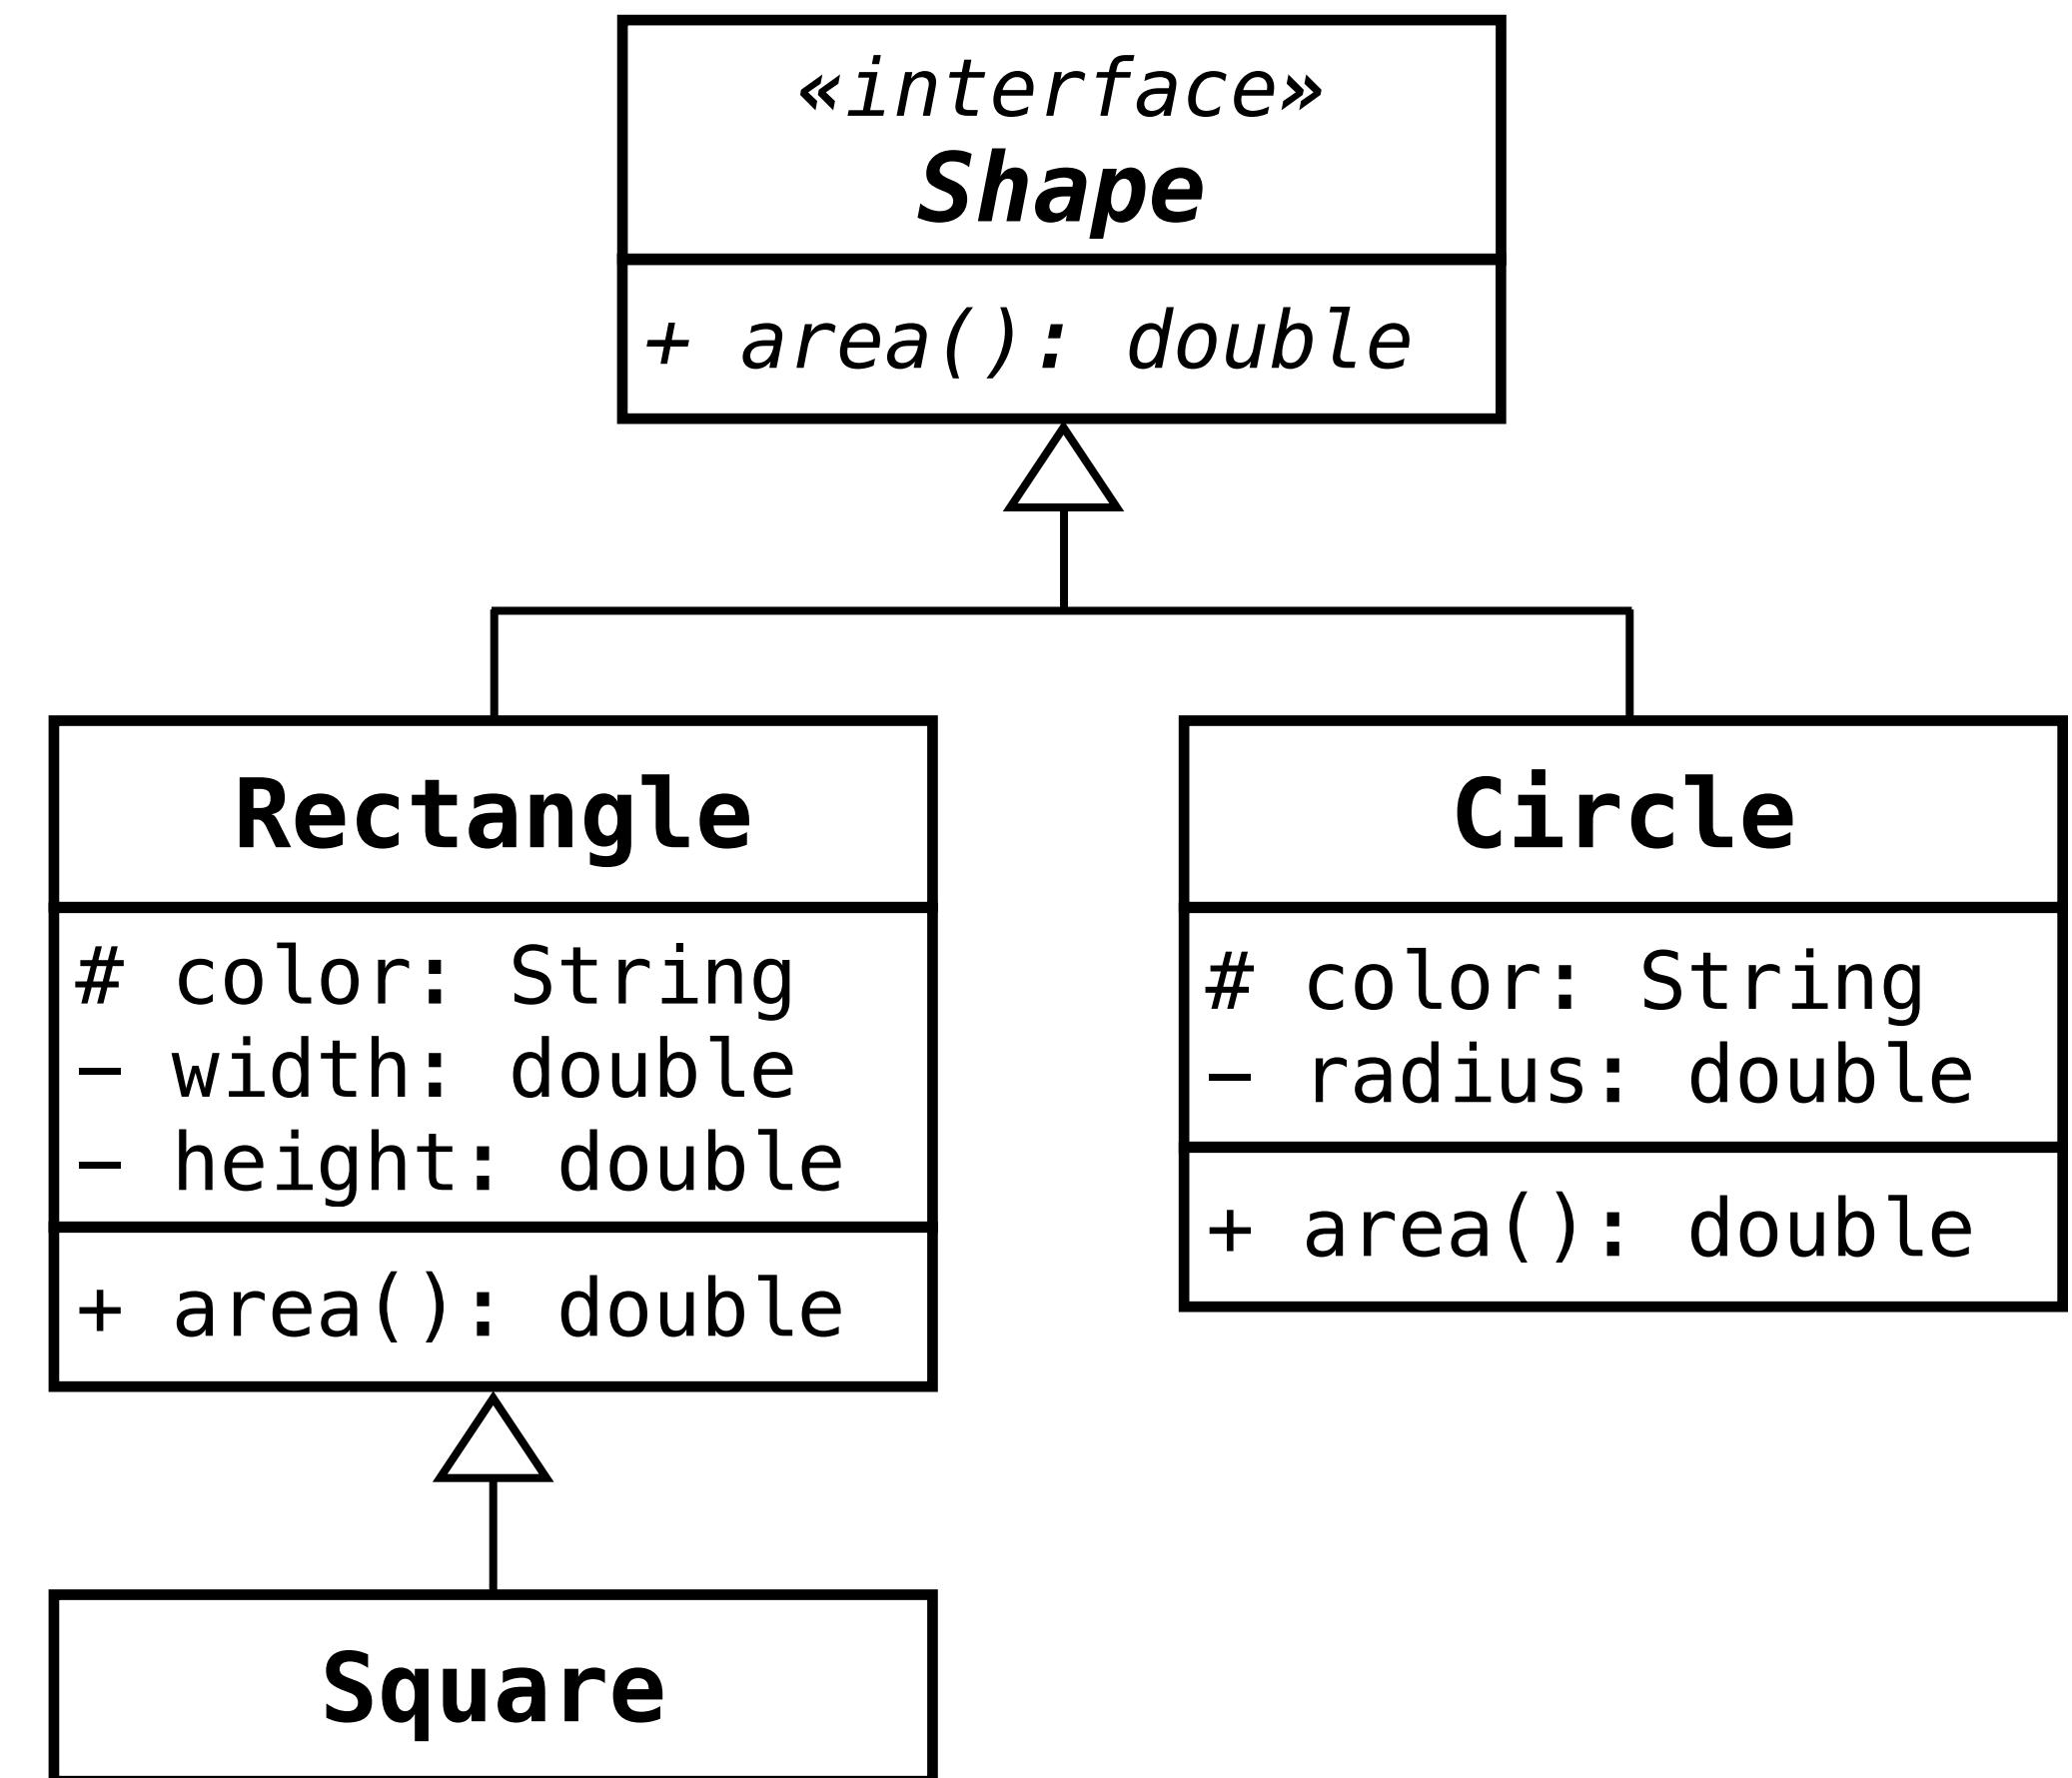 «interface»
Shape
+ area(): double
Rectangle
# color: String
− width: double
− height: double
+ area(): double
Circle
# color: String
− radius: double
+ area(): double
Square